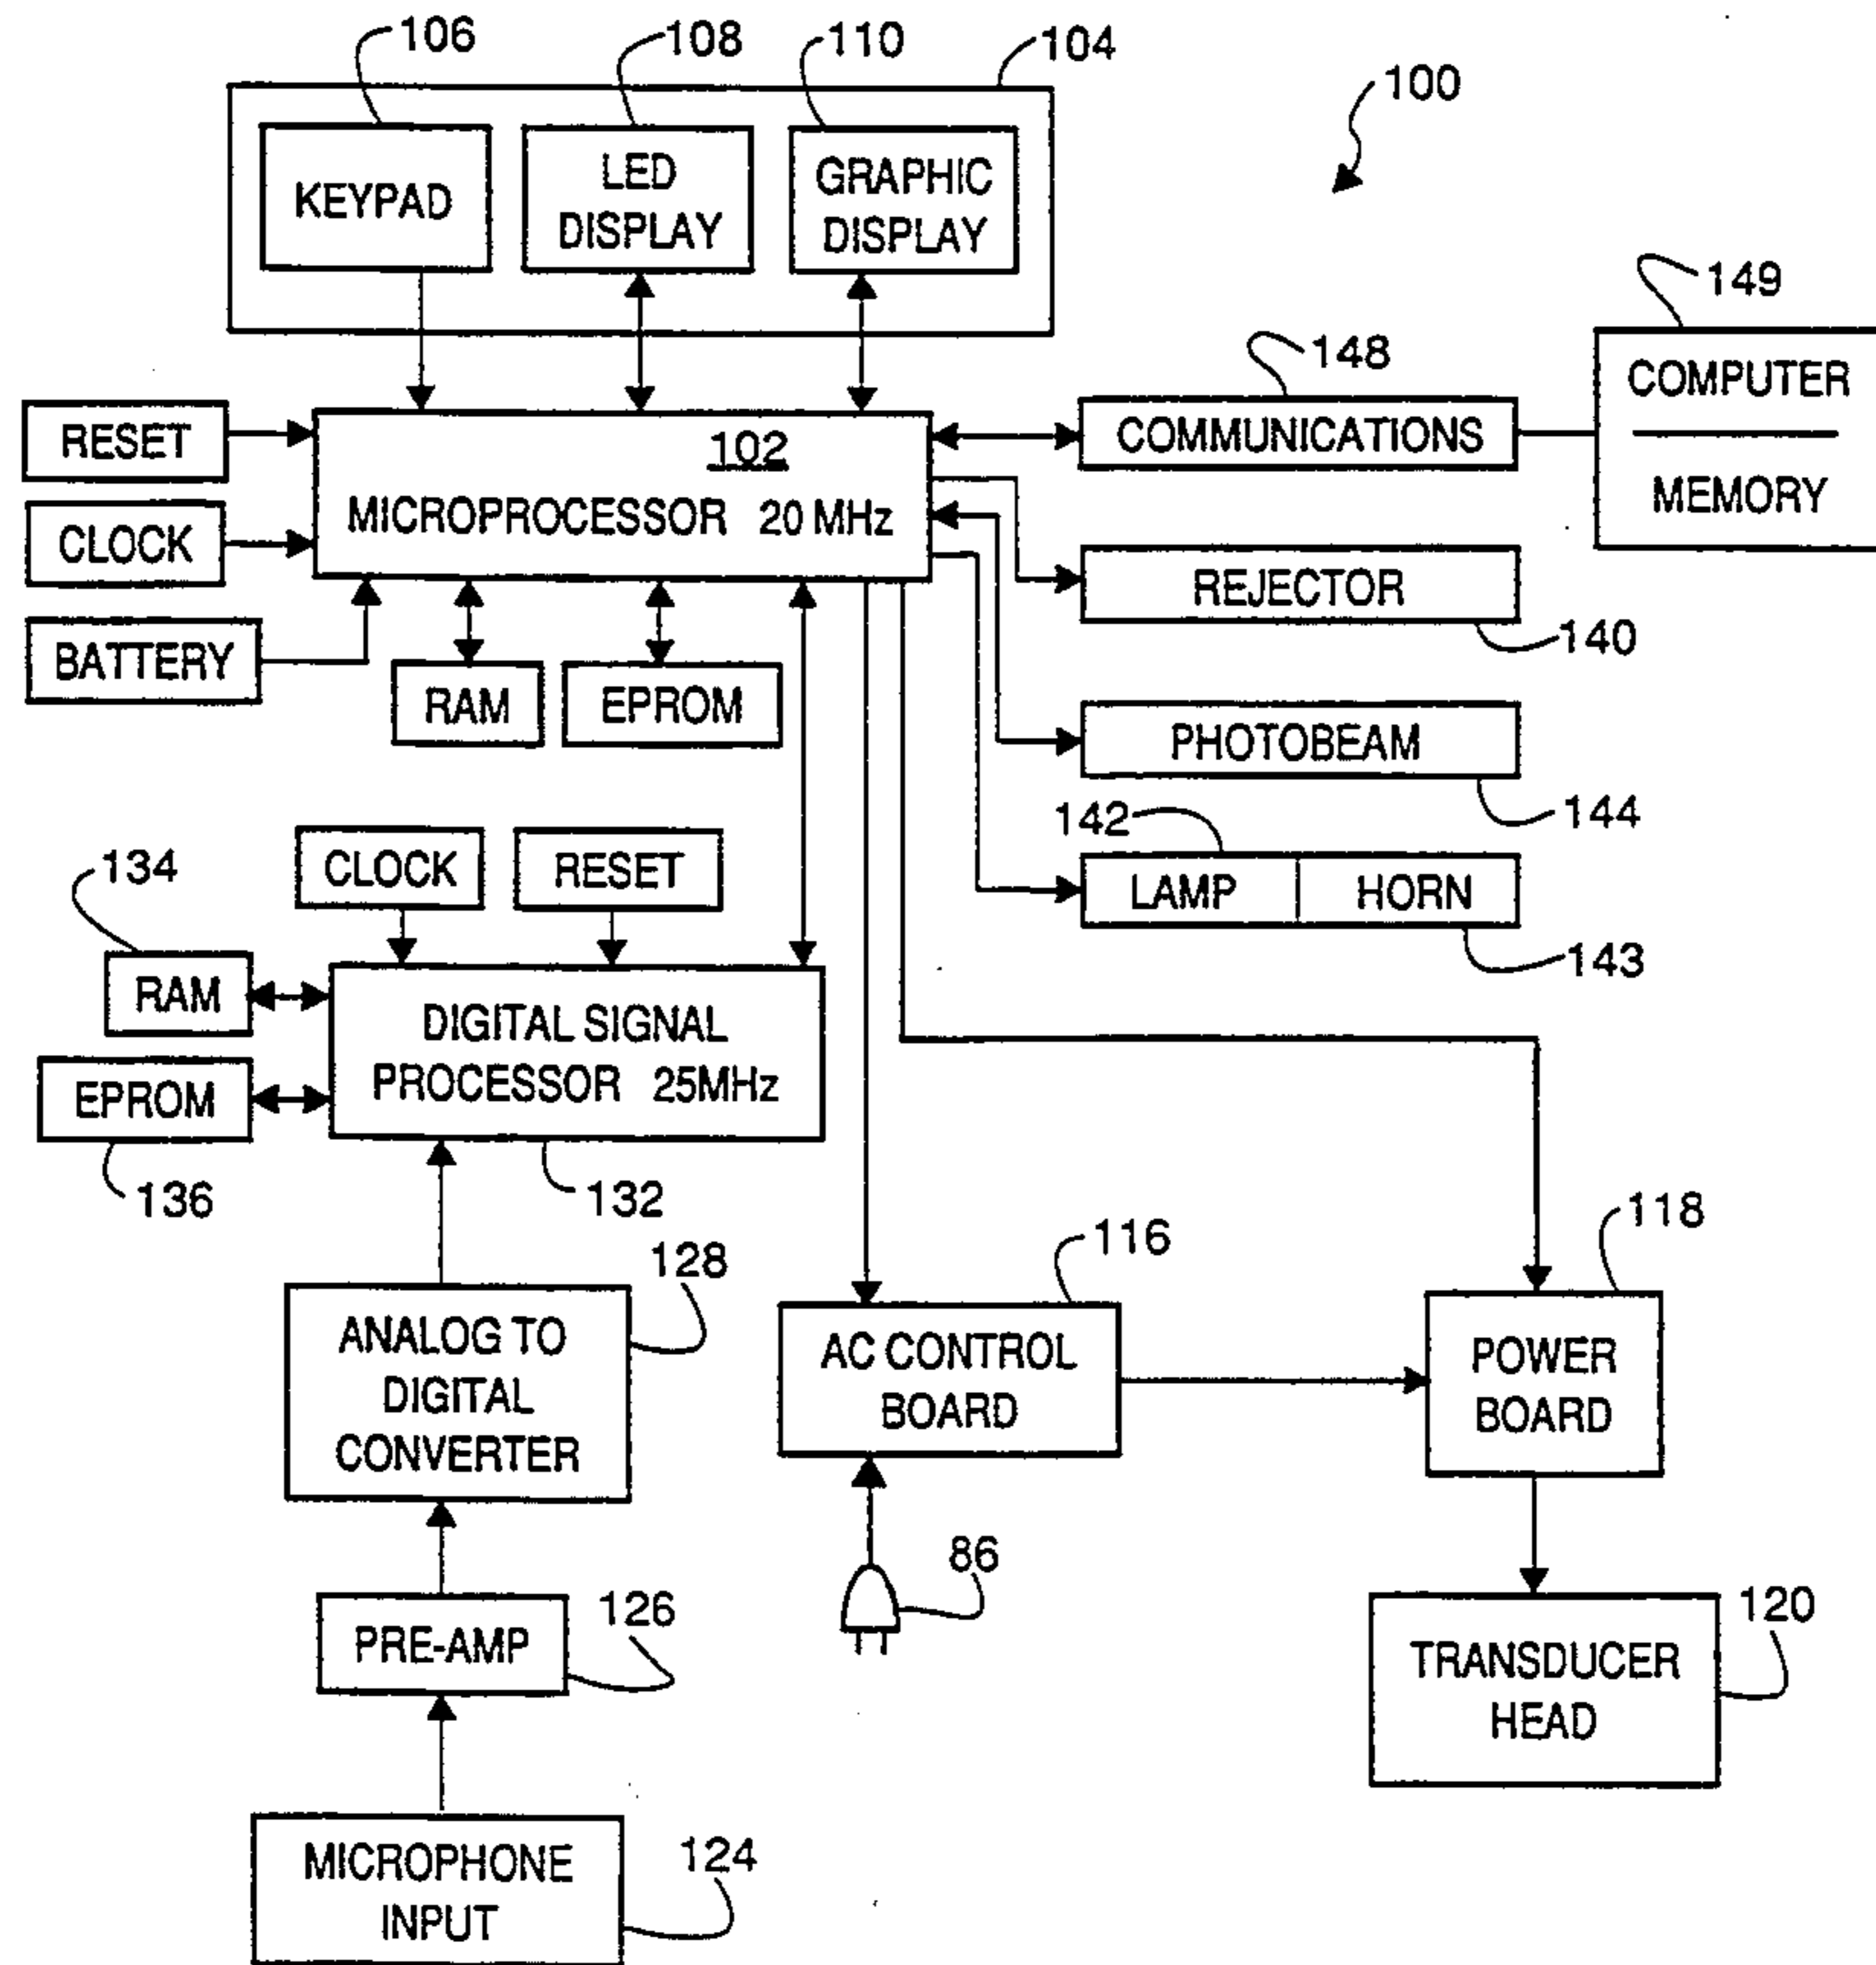 106
108
110
104
100
KEYPAD
LED
DISPLAY
GRAPHIC
DISPLAY
149
148
COMPUTER
MEMORY
RESET
102
MICROPROCESSOR 20 MHz
COMMUNICATIONS
CLOCK
REJECTOR
140
BATTERY
RAM
EPROM
PHOTOBEAM
144
142
LAMP
HORN
143
134
CLOCK
RESET
RAM
DIGITAL SIGNAL
PROCESSOR 25MHz
EPROM
136
132
128
116
118
ANALOG TO
DIGITAL
CONVERTER
AC CONTROL
BOARD
POWER
BOARD
86
126
PRE-AMP
120
TRANSDUCER
HEAD
124
MICROPHONE
INPUT